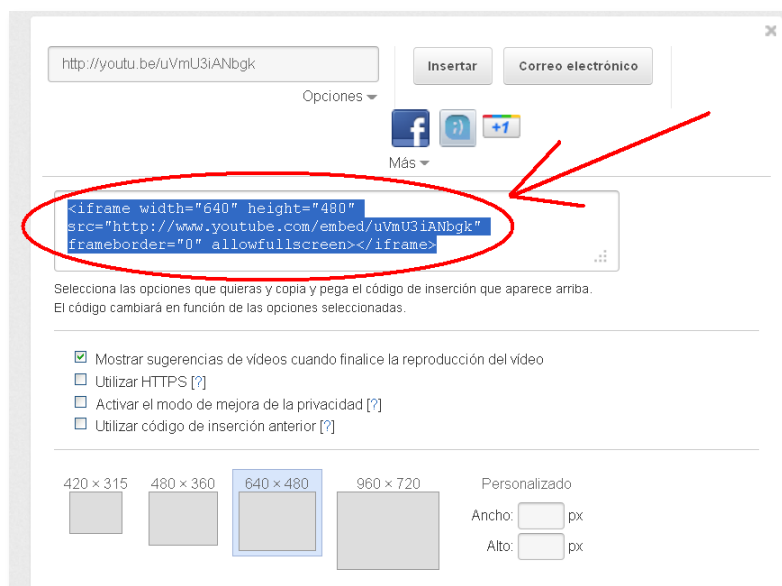 http://youtu.be/uVmU3iANbgk
Insertar
Correo electrónico
Opciones
+1
Más
<iframe width="640" height="480"
src="http://www.youtube.com/embed/uVmU3iANbgk"
frameborder="0" allowfullscreen></iframe>
Selecciona las opciones que quieras y copia y pega el código de inserción que aparece arriba.
El código cambiará en función de las opciones seleccionadas.
Mostrar sugerencias de vídeos cuando finalice la reproducción del vídeo
Utilizar HTTPS [?]
Activar el modo de mejora de la privacidad [?]
Utilizar código de inserción anterior [?]
420 × 315 480 × 360 640 × 480 960 × 720 Personalizado
Ancho: px
Alto: px